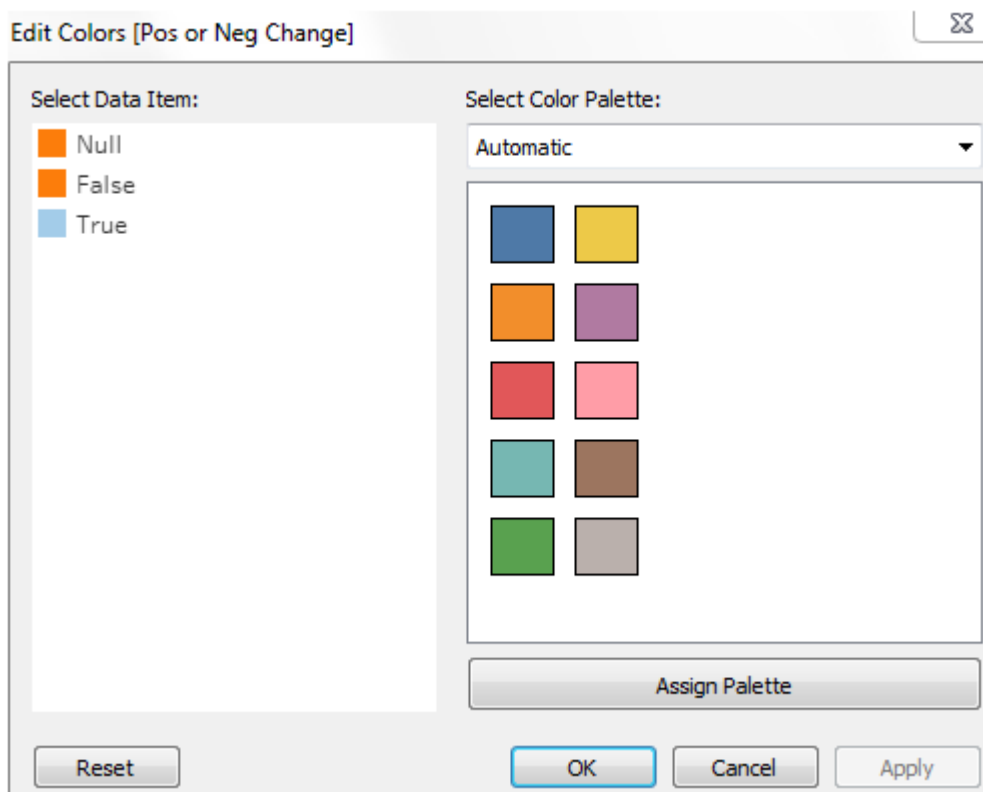 Edit Colors [Pos or Neg Change]
Select Data Item:
Null
False
True
Select Color Palette:
Automatic
Assign Palette
Reset
OK
Cancel
Apply